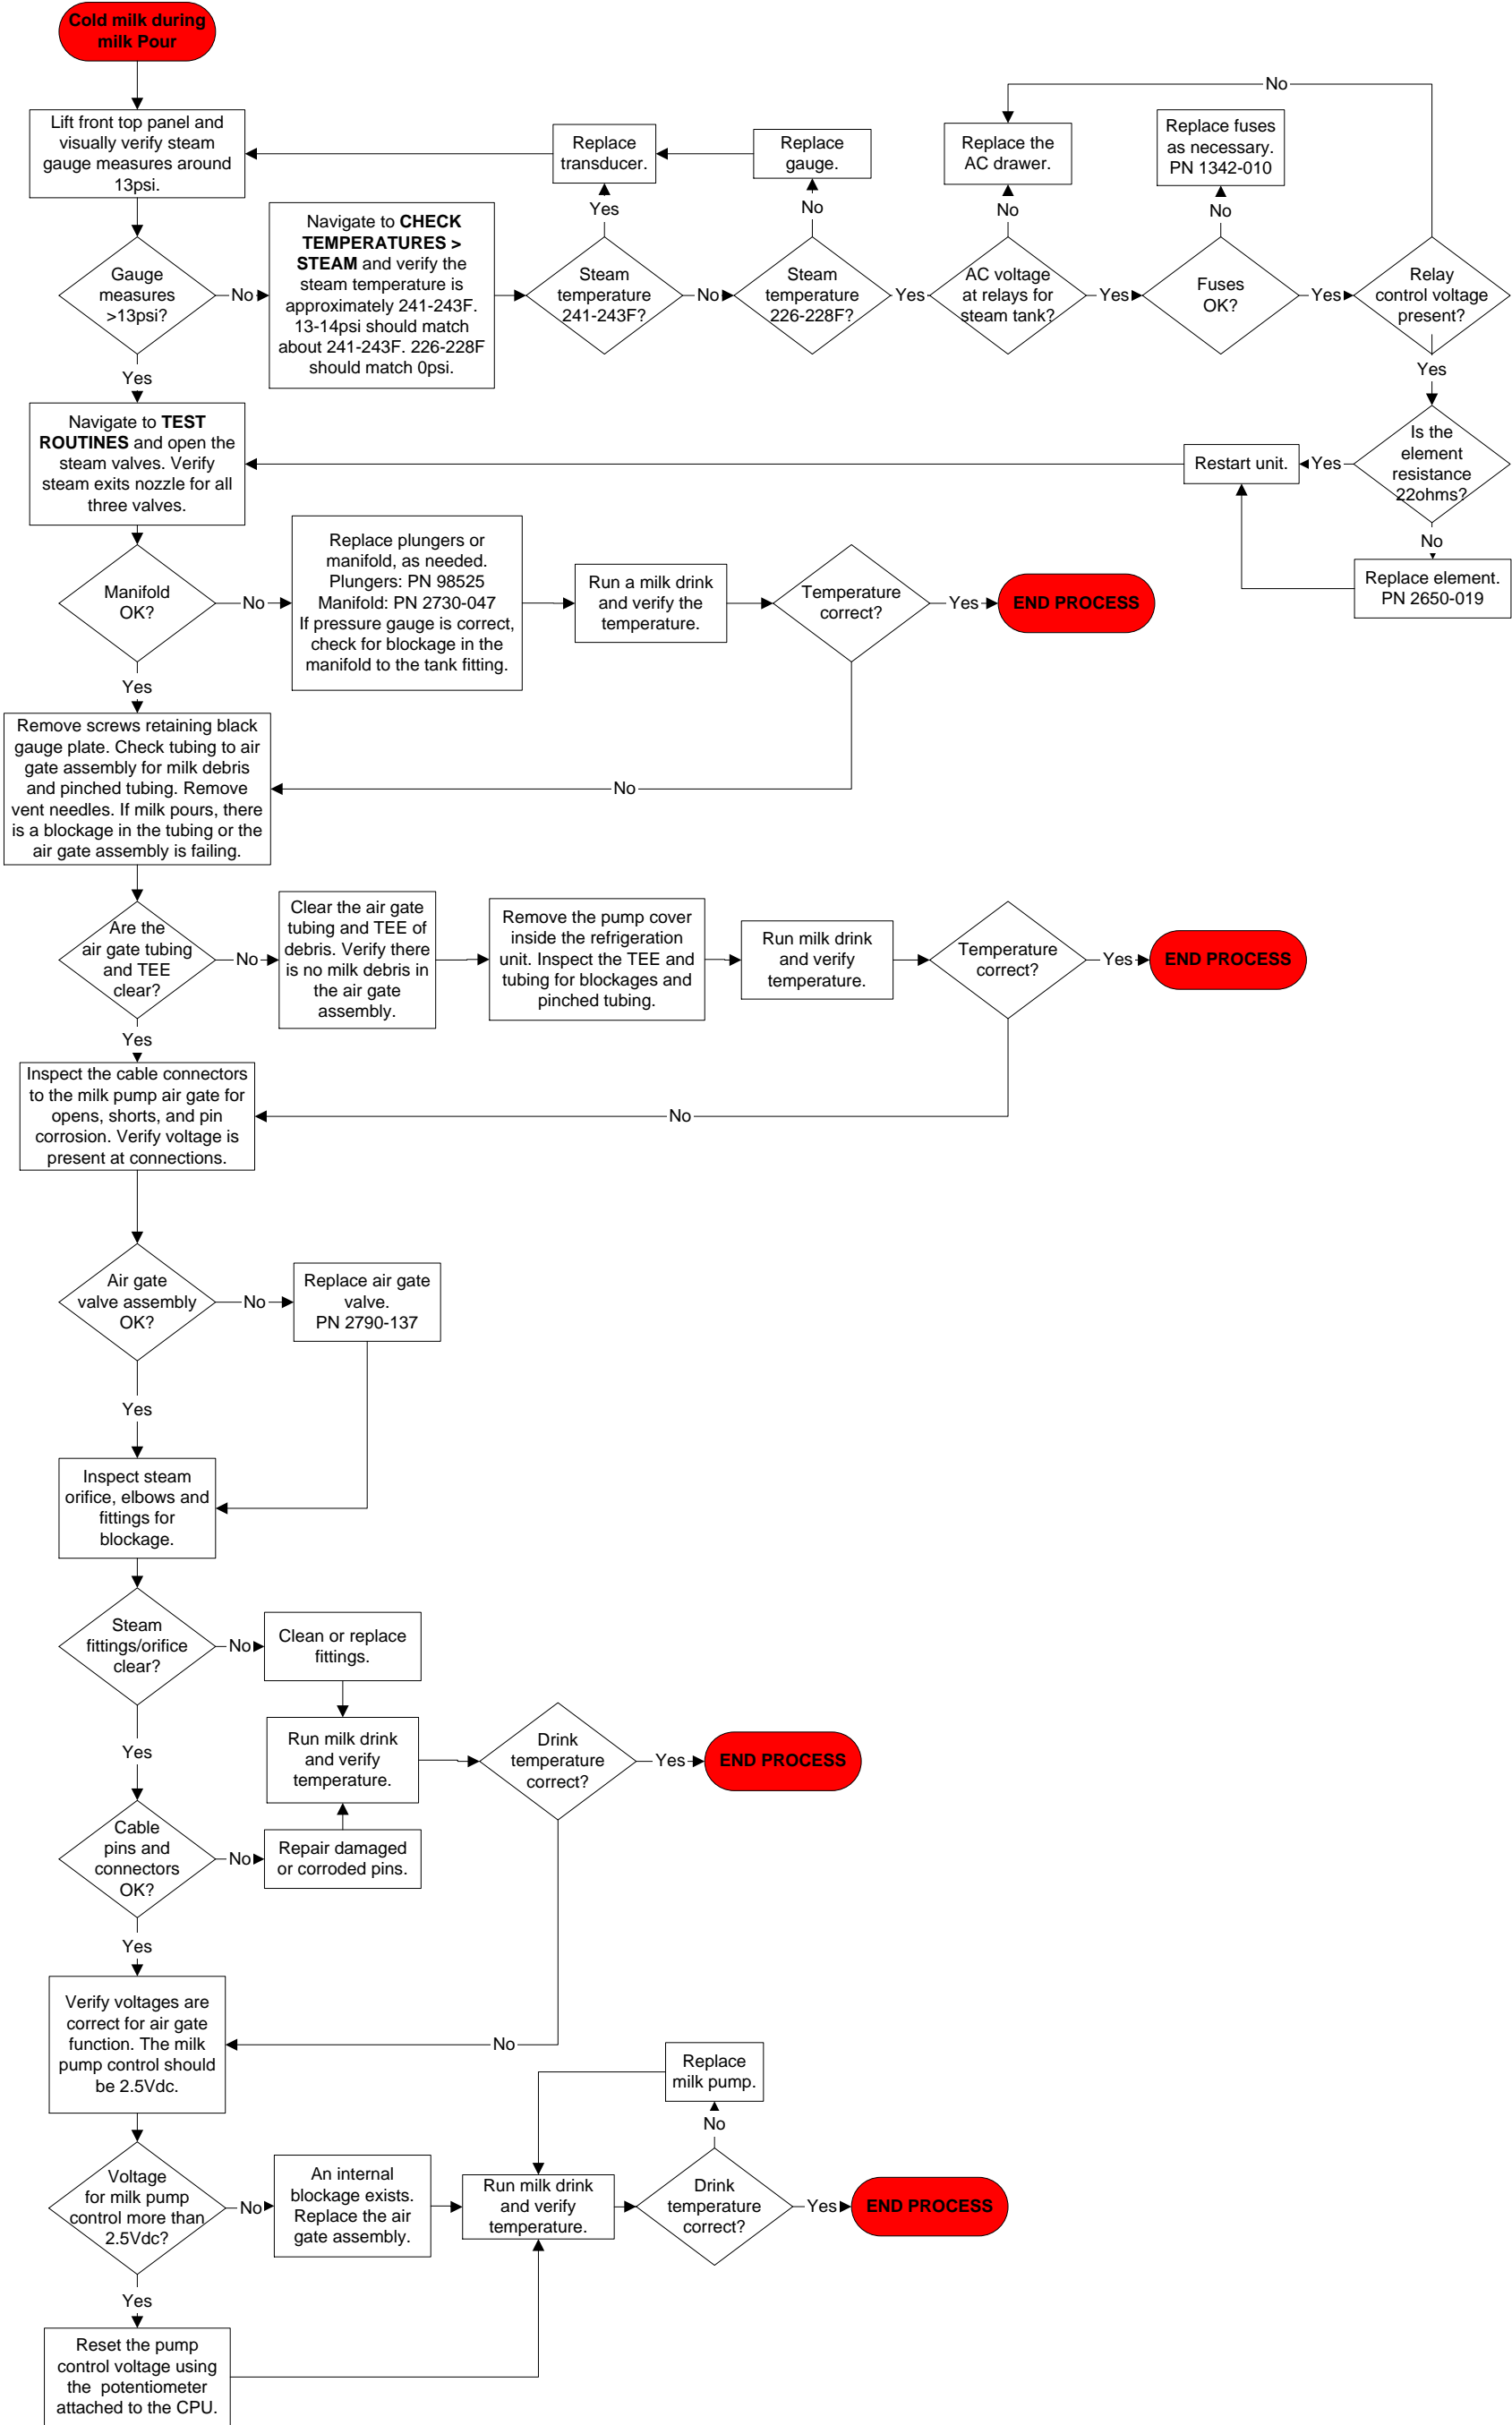 Cold milk during
milk Pour
Lift front top panel and
visually verify steam
gauge measures around
13psi.
Replace
transducer.
Replace
gauge.
Replace the
AC drawer.
Replace fuses
as necessary.
PN 1342-010
No
Yes
No
No
No
Gauge
measures
>13psi?
No
Navigate to CHECK
TEMPERATURES >
STEAM and verify the
steam temperature is
approximately 241-243F.
13-14psi should match
about 241-243F. 226-228F
should match 0psi.
Steam
temperature
241-243F?
No
Steam
temperature
226-228F?
Yes
AC voltage
at relays for
steam tank?
Yes
Fuses
OK?
Yes
Relay
control voltage
present?
Yes
Yes
Navigate to TEST
ROUTINES and open the
steam valves. Verify
steam exits nozzle for all
three valves.
Restart unit.
Yes
Is the
element
resistance
22ohms?
No
Replace element.
PN 2650-019
Manifold
OK?
No
Replace plungers or
manifold, as needed.
Plungers: PN 98525
Manifold: PN 2730-047
If pressure gauge is correct,
check for blockage in the
manifold to the tank fitting.
Run a milk drink
and verify the
temperature.
Temperature
correct?
Yes
END PROCESS
Yes
Remove screws retaining black
gauge plate. Check tubing to air
gate assembly for milk debris
and pinched tubing. Remove
vent needles. If milk pours, there
is a blockage in the tubing or the
air gate assembly is failing.
No
Are the
air gate tubing
and TEE
clear?
No
Clear the air gate
tubing and TEE of
debris. Verify there
is no milk debris in
the air gate
assembly.
Remove the pump cover
inside the refrigeration
unit. Inspect the TEE and
tubing for blockages and
pinched tubing.
Run milk drink
and verify
temperature.
Temperature
correct?
Yes
END PROCESS
Yes
Inspect the cable connectors
to the milk pump air gate for
opens, shorts, and pin
corrosion. Verify voltage is
present at connections.
No
Air gate
valve assembly
OK?
No
Replace air gate
valve.
PN 2790-137
Yes
Inspect steam
orifice, elbows and
fittings for
blockage.
Steam
fittings/orifice
clear?
No
Clean or replace
fittings.
Yes
Run milk drink
and verify
temperature.
Drink
temperature
correct?
Yes
END PROCESS
Cable
pins and
connectors
OK?
No
Repair damaged
or corroded pins.
Yes
Verify voltages are
correct for air gate
function. The milk
pump control should
be 2.5Vdc.
No
Replace
milk pump.
No
Voltage
for milk pump
control more than
2.5Vdc?
No
An internal
blockage exists.
Replace the air
gate assembly.
Run milk drink
and verify
temperature.
Drink
temperature
correct?
Yes
END PROCESS
Yes
Reset the pump
control voltage using
the potentiometer
attached to the CPU.